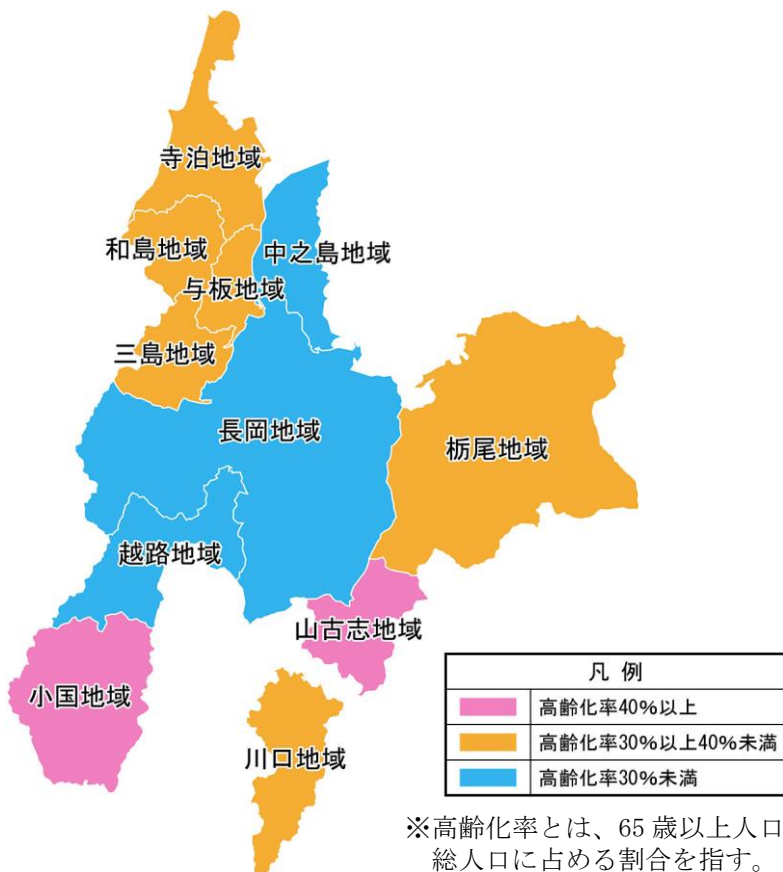 寺泊地域
和島地域
中之島地域
与板地域
三島地域
長岡地域
栃尾地域
越路地域
山古志地域
小国地域
川口地域
凡 例
高齢化率40%以上
高齢化率30%以上40%未満
高齢化率30%未満
※高齢化率とは、65 歳以上人口
総人口に占める割合を指す。